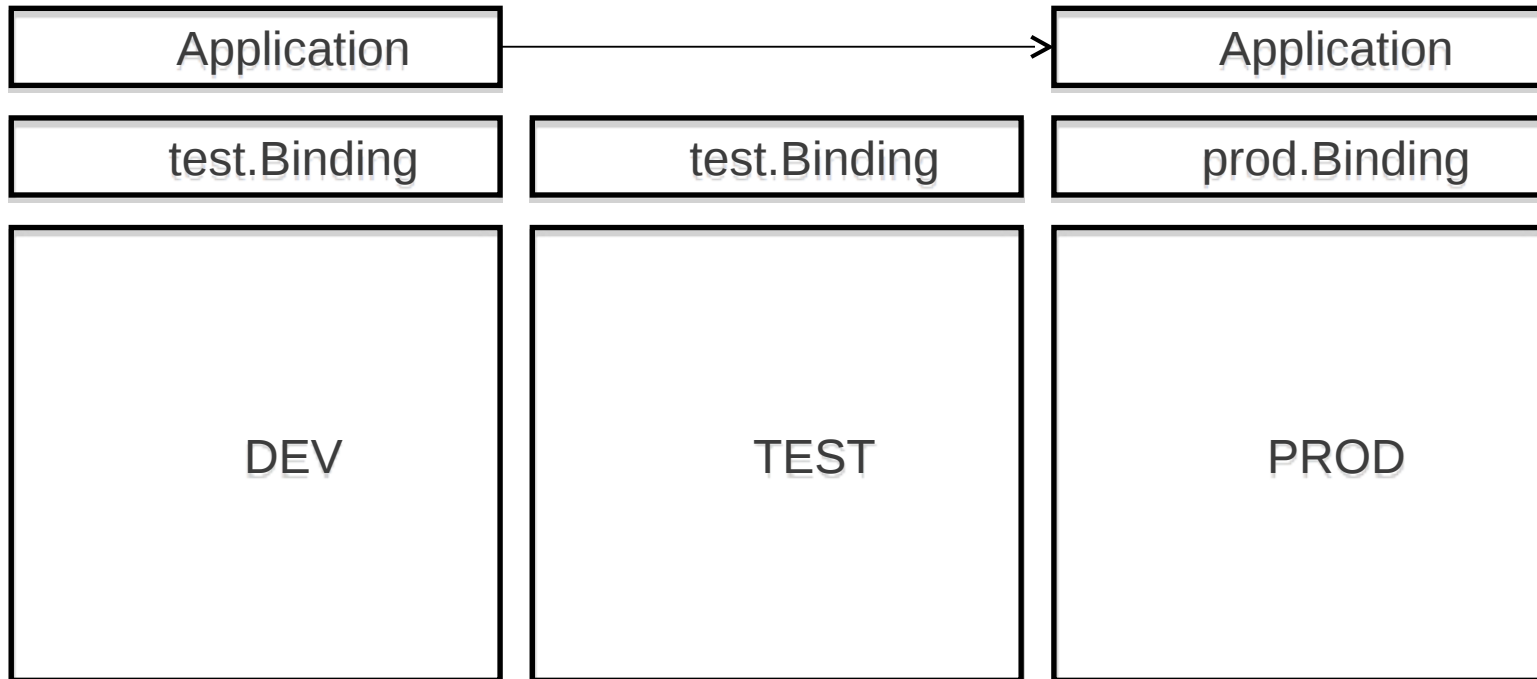 Application
Application
test.Binding
test.Binding
prod.Binding
DEV
TEST
PROD